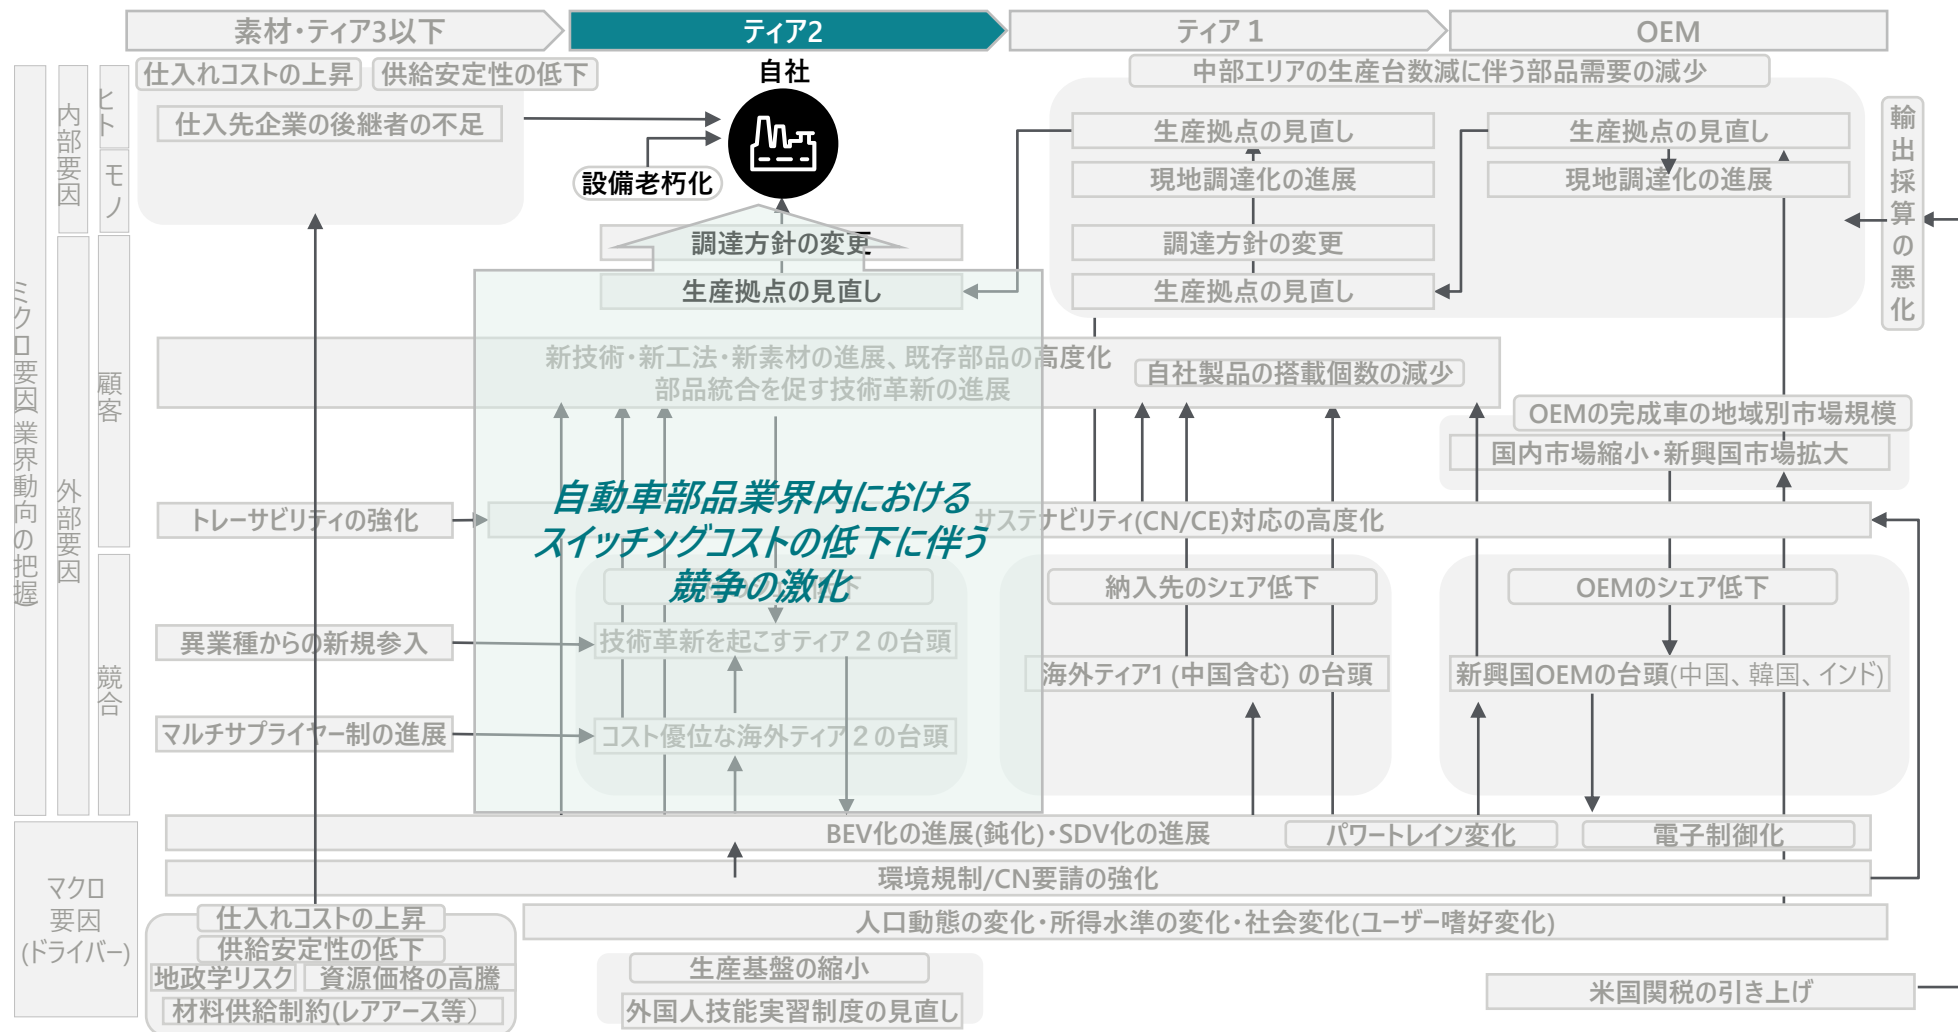 素材・ティア3以下
ティア2
ティア１
OEM
ミクロ要因(業界動向の把握)
内部要因
ヒト
モノ
外部要因
顧客
競合
マクロ
要因
(ドライバー)
仕入れコストの上昇
供給安定性の低下
仕入先企業の後継者の不足
自社
設備老朽化
調達方針の変更
生産拠点の見直し
中部エリアの生産台数減に伴う部品需要の減少
生産拠点の見直し
現地調達化の進展
調達方針の変更
生産拠点の見直し
生産拠点の見直し
現地調達化の進展
輸出採算の悪化
新技術・新工法・新素材の進展、既存部品の高度化
部品統合を促す技術革新の進展
自社製品の搭載個数の減少
OEMの完成車の地域別市場規模
国内市場縮小・新興国市場拡大
トレーサビリティの強化
サステナビリティ(CN/CE)対応の高度化
自動車部品業界内における
スイッチングコストの低下に伴う
競争の激化
納入先のシェア低下
OEMのシェア低下
異業種からの新規参入
技術革新を起こすティア２の台頭
海外ティア1 (中国含む) の台頭
新興国OEMの台頭(中国、韓国、インド)
マルチサプライヤー制の進展
コスト優位な海外ティア２の台頭
BEV化の進展(鈍化)・SDV化の進展
パワートレイン変化
電子制御化
環境規制/CN要請の強化
仕入れコストの上昇
供給安定性の低下
地政学リスク
資源価格の高騰
材料供給制約(レアアース等）
人口動態の変化・所得水準の変化・社会変化(ユーザー嗜好変化)
生産基盤の縮小
外国人技能実習制度の見直し
米国関税の引き上げ